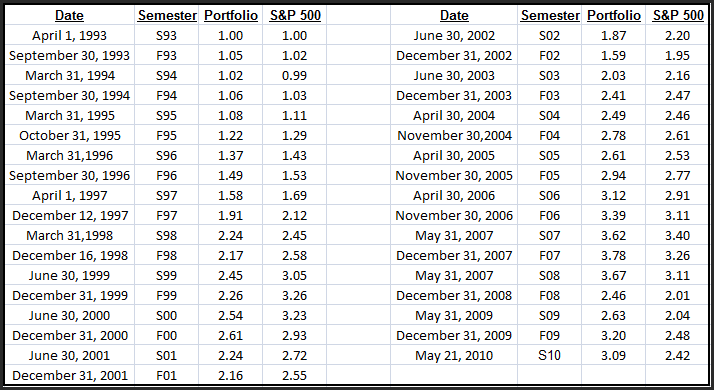 Date Semester Portfolio S&P 500 Date Semester Portfolio S&P 500
April 1, 1993 S93 1.00 1.00 June 30, 2002 S02 1.87 2.20
September 30, 1993 F93 1.05 1.02 December 31, 2002 F02 1.59 1.95
March 31, 1994 S94 1.02 0.99 June 30, 2003 S03 2.03 2.16
September 30, 1994 F94 1.06 1.03 December 31, 2003 F03 2.41 2.47
March 31, 1995 S95 1.08 1.11 April 30, 2004 S04 2.49 2.46
October 31, 1995 F95 1.22 1.29 November 30,2004 F04 2.78 2.61
March 31,1996 S96 1.37 1.43 April 30, 2005 S05 2.61 2.53
September 30, 1996 F96 1.49 1.53 November 30, 2005 F05 2.94 2.77
April 1, 1997 S97 1.58 1.69 April 30, 2006 S06 3.12 2.91
December 12, 1997 F97 1.91 2.12 November 30, 2006 F06 3.39 3.11
March 31,1998 S98 2.24 2.45 May 31, 2007 S07 3.62 3.40
December 16, 1998 F98 2.17 2.58 December 31, 2007 F07 3.78 3.26
June 30, 1999 S99 2.45 3.05 May 31, 2007 S08 3.67 3.11
December 31, 1999 F99 2.26 3.26 December 31, 2008 F08 2.46 2.01
June 30, 2000 S00 2.54 3.23 May 31, 2009 S09 2.63 2.04
December 31, 2000 F00 2.61 2.93 December 31, 2009 F09 3.20 2.48
June 30, 2001 S01 2.24 2.72 May 21, 2010 S10 3.09 2.42
December 31, 2001 F01 2.16 2.55